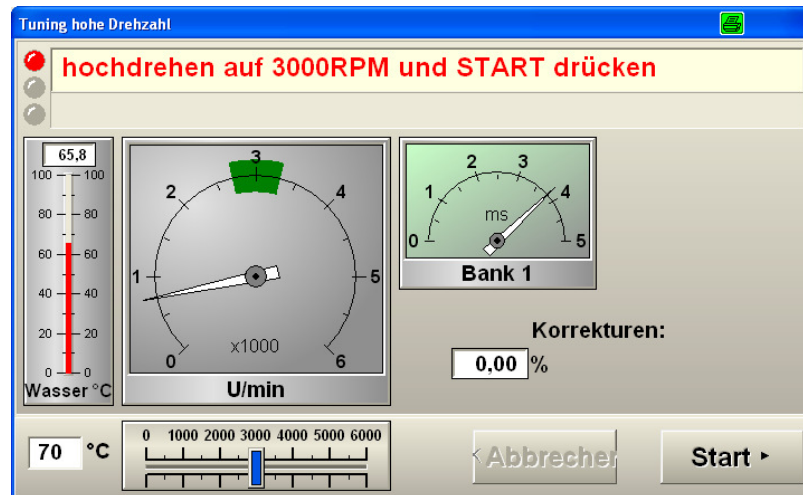 Tuning hohe Drehzahl
hochdrehen auf 3000RPM und START drücken
65,8
100 100
80 80
60 60
40 40
20 20
0 0
Wasser °C
0 1 2 3 4 5 6
x1000
U/min
0 1 2 3 4 5
ms
Bank 1
Korrekturen:
0,00 %
70 °C
0 1000 2000 3000 4000 5000 6000
Abbrecher
Start